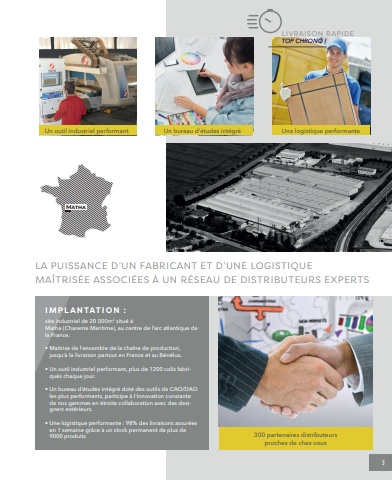 LIVRAISON RAPIDE
TOP CHRONO !
Un outil industriel performant
Un bureau d'études intégré
Une logistique performante
MATHA
LA PUISSANCE D'UN FABRICANT ET D'UNE LOGISTIQUE
MAÎTRISÉE ASSOCIÉES À UN RÉSEAU DE DISTRIBUTEURS EXPERTS
IMPLANTATION :
site industriel de 20 000m² situé à
Matha (Charente Maritime), au centre de l'arc atlantique de
la France.
• Maîtrise de l'ensemble de la chaîne de production,
jusqu'à la livraison partout en France et au Bénélux.
• Un outil industriel performant, plus de 1200 colis fabri-
qués chaque jour.
• Un bureau d'études intégré doté des outils de CAO/DAO
les plus performants, participe à l'innovation constante
de nos gammes en étroite collaboration avec des desi-
gners extérieurs.
• Une logistique performante : 98% des livraisons assurées
en 1 semaine grâce à un stock permanent de plus de
9000 produits
300 partenaires distributeurs
proches de chez vous
3